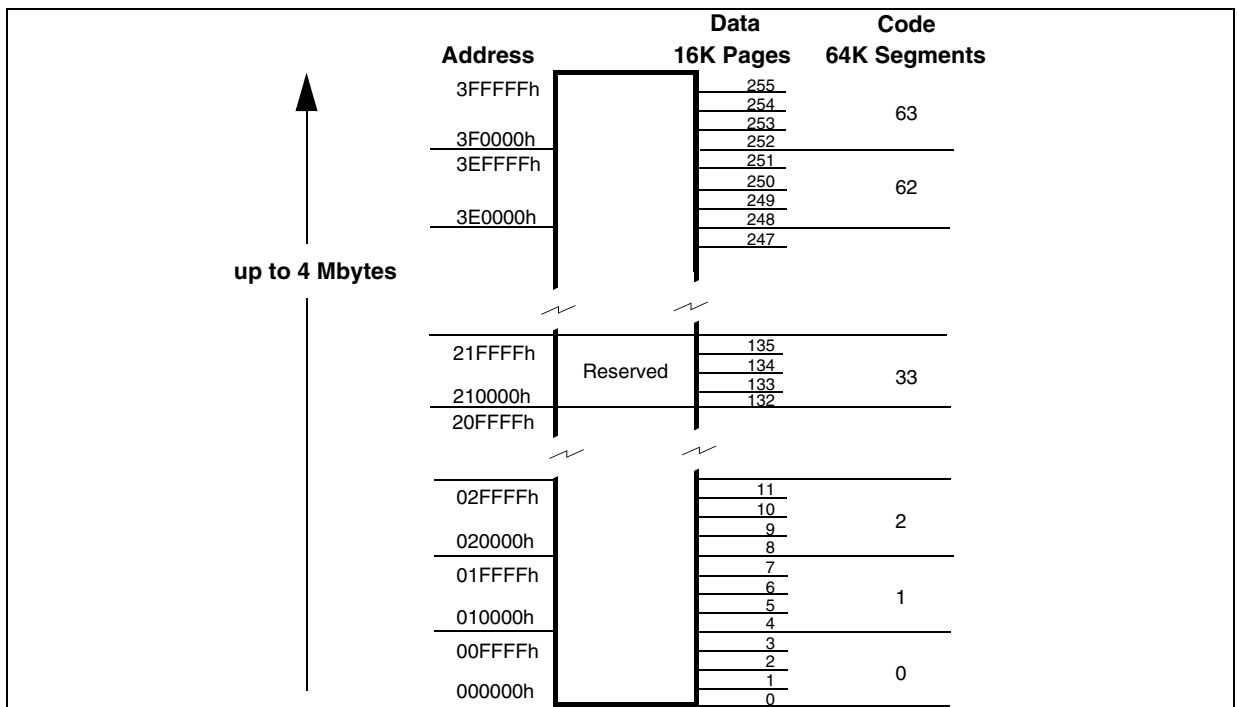 Data Code
Address 16K Pages 64K Segments
3FFFFFh 255
254
253 63
3F0000h 252
3EFFFFh 251
250
249 62
3E0000h 248
247
up to 4 Mbytes
21FFFFh 135
134
Reserved 133 33
210000h 132
20FFFFh
02FFFFh 11
10
9 2
020000h 8
01FFFFh 7
6
5 1
010000h 4
00FFFFh 3
2
1 0
000000h 0